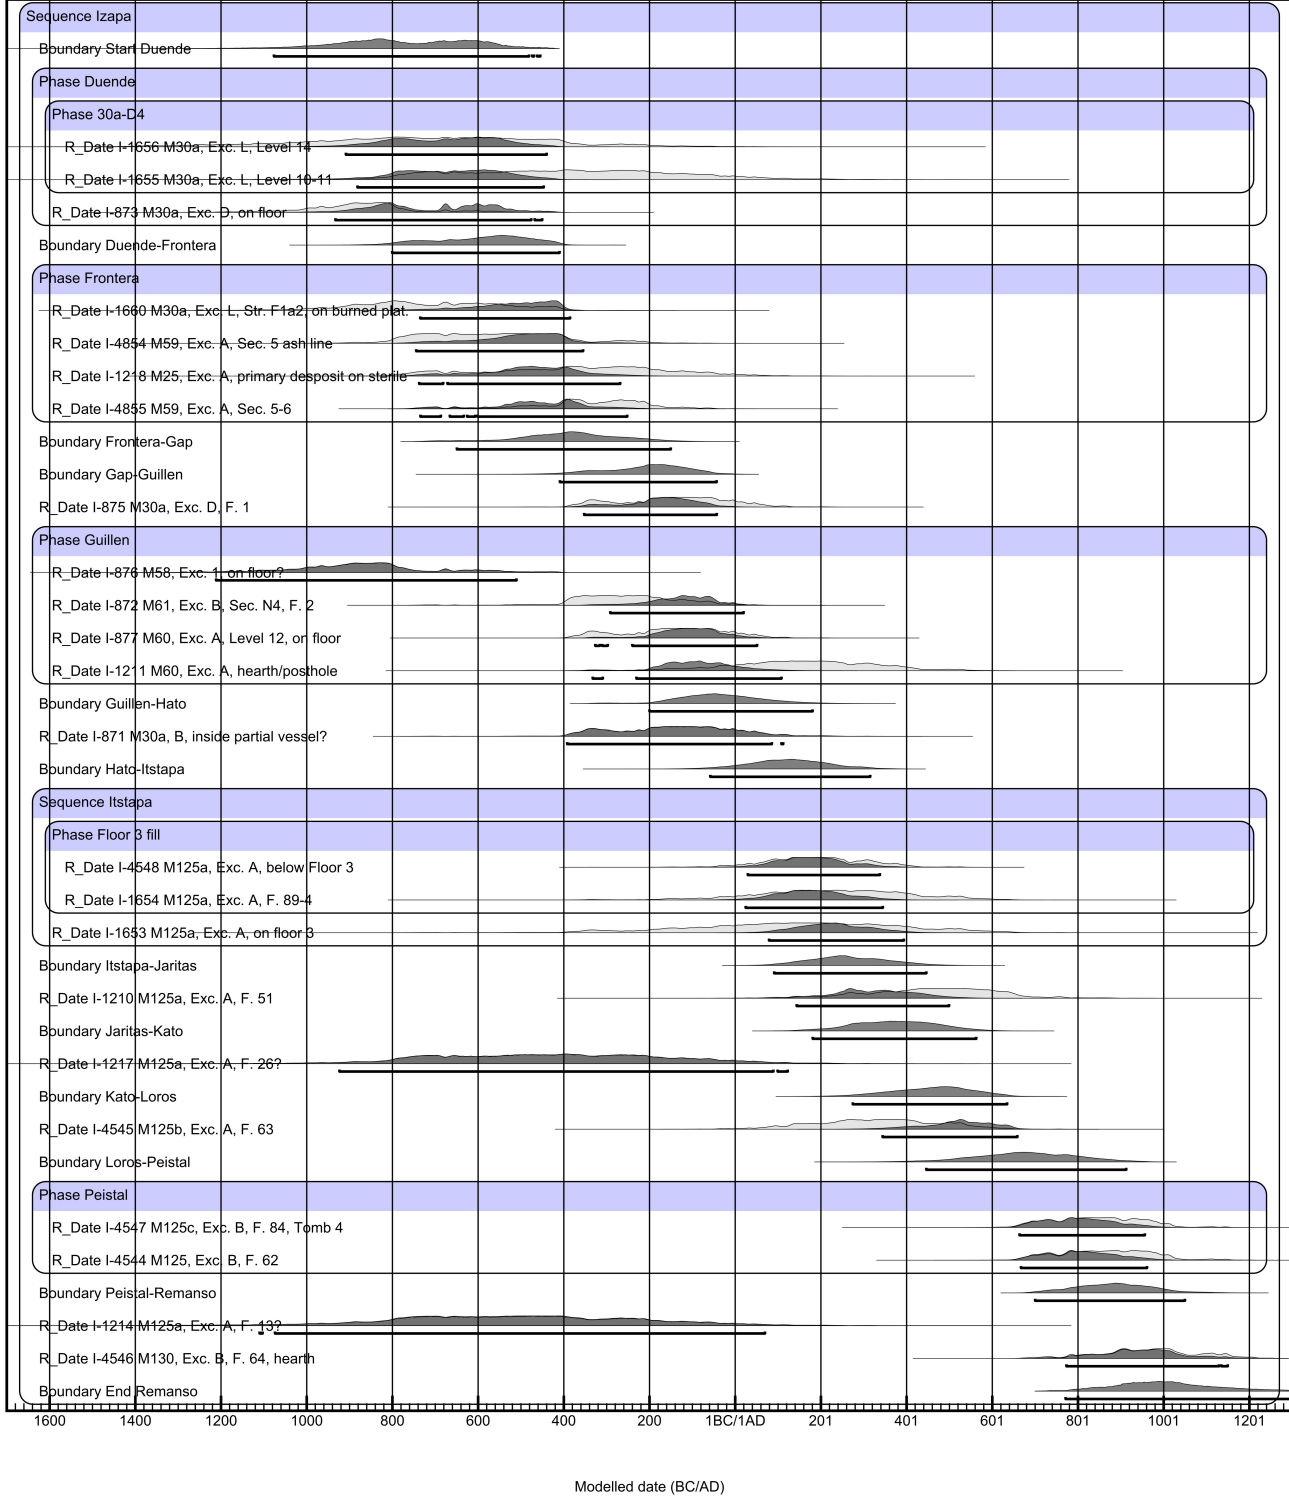 Sequence Izapa
Boundary Start Duende
Phase Duende
Phase 30a-D4
R_Date I-1656 M30a, Exc. L, Level 14
R_Date I-1655 M30a, Exc. L, Level 10-11
R_Date I-873 M30a, Exc. D, on floor
Boundary Duende-Frontera
Phase Frontera
R_Date I-1660 M30a, Exc. L, Str. F1a2, on burned plat.
R_Date I-4854 M59, Exc. A, Sec. 5 ash line
R_Date I-1218 M25, Exc. A, primary desposit on sterile
R_Date I-4855 M59, Exc. A, Sec. 5-6
Boundary Frontera-Gap
Boundary Gap-Guillen
R_Date I-875 M30a, Exc. D, F. 1
Phase Guillen
R_Date I-876 M58, Exc. 1, on floor?
R_Date I-872 M61, Exc. B, Sec. N4, F. 2
R_Date I-877 M60, Exc. A, Level 12, on floor
R_Date I-1211 M60, Exc. A, hearth/posthole
Boundary Guillen-Hato
R_Date I-871 M30a, B, inside partial vessel?
Boundary Hato-Itstapa
Sequence Itstapa
Phase Floor 3 fill
R_Date I-4548 M125a, Exc. A, below Floor 3
R_Date I-1654 M125a, Exc. A, F. 89-4
R_Date I-1653 M125a, Exc. A, on floor 3
Boundary Itstapa-Jaritas
R_Date I-1210 M125a, Exc. A, F. 51
Boundary Jaritas-Kato
R_Date I-1217 M125a, Exc. A, F. 26?
Boundary Kato-Loros
R_Date I-4545 M125b, Exc. A, F. 63
Boundary Loros-Peistal
Phase Peistal
R_Date I-4547 M125c, Exc. B, F. 84, Tomb 4
R_Date I-4544 M125, Exc. B, F. 62
Boundary Peistal-Remanso
R_Date I-1214 M125a, Exc. A, F. 13?
R_Date I-4546 M130, Exc. B, F. 64, hearth
Boundary End Remanso
1600 1400 1200 1000 800 600 400 200 1BC/1AD 201 401 601 801 1001 1201
Modelled date (BC/AD)